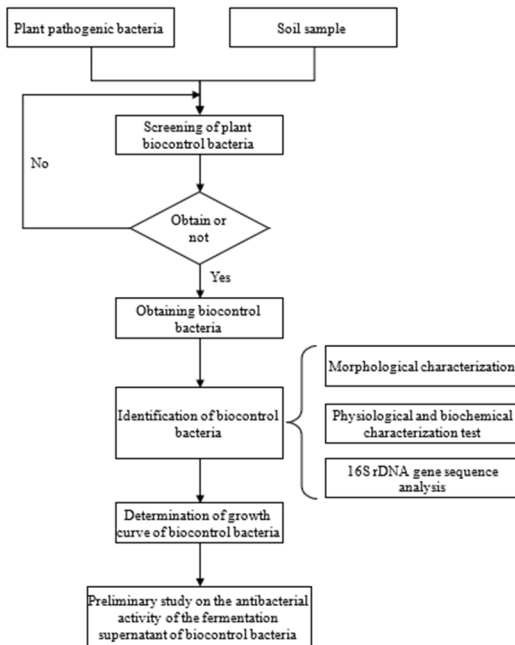 Plant pathogenic bacteria
Soil sample
Screening of plant
biocontrol bacteria
No
Obtain or
not
Yes
Obtaining biocontrol
bacteria
Morphological characterization
Identification of biocontrol
bacteria
Physiological and biochemical
characterization test
16S rDNA gene sequence
analysis
Determination of growth
curve of biocontrol bacteria
Preliminary study on the antibacterial
activity of the fermentation
supernatant of biocontrol bacteria